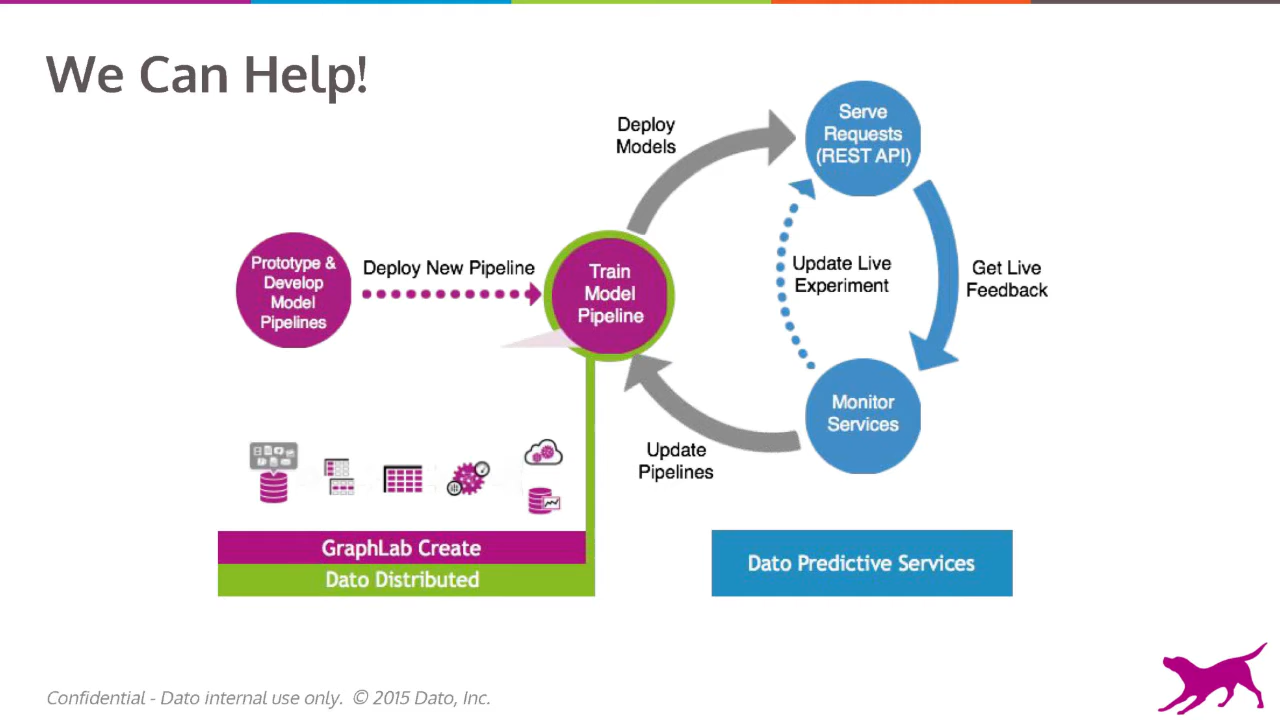 We Can Help!
Deploy
Models
Serve
Requests
(REST API)
Prototype &
Develop
Model
Pipelines
Deploy New Pipeline
Train
Model
Pipeline
Update Live
Experiment
Get Live
Feedback
Monitor
Services
Update
Pipelines
GraphLab Create
Dato Distributed
Dato Predictive Services
Confidential - Dato internal use only. © 2015 Dato, Inc.